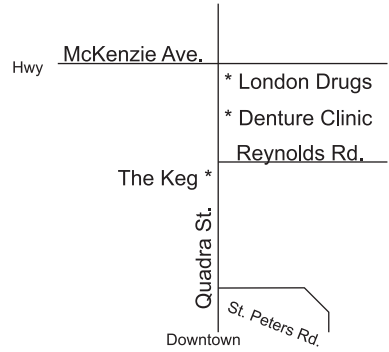 McKenzie Ave.
Hwy
* London Drugs
* Denture Clinic
Reynolds Rd.
The Keg *
Quadra St.
St. Peters Rd.
Downtown